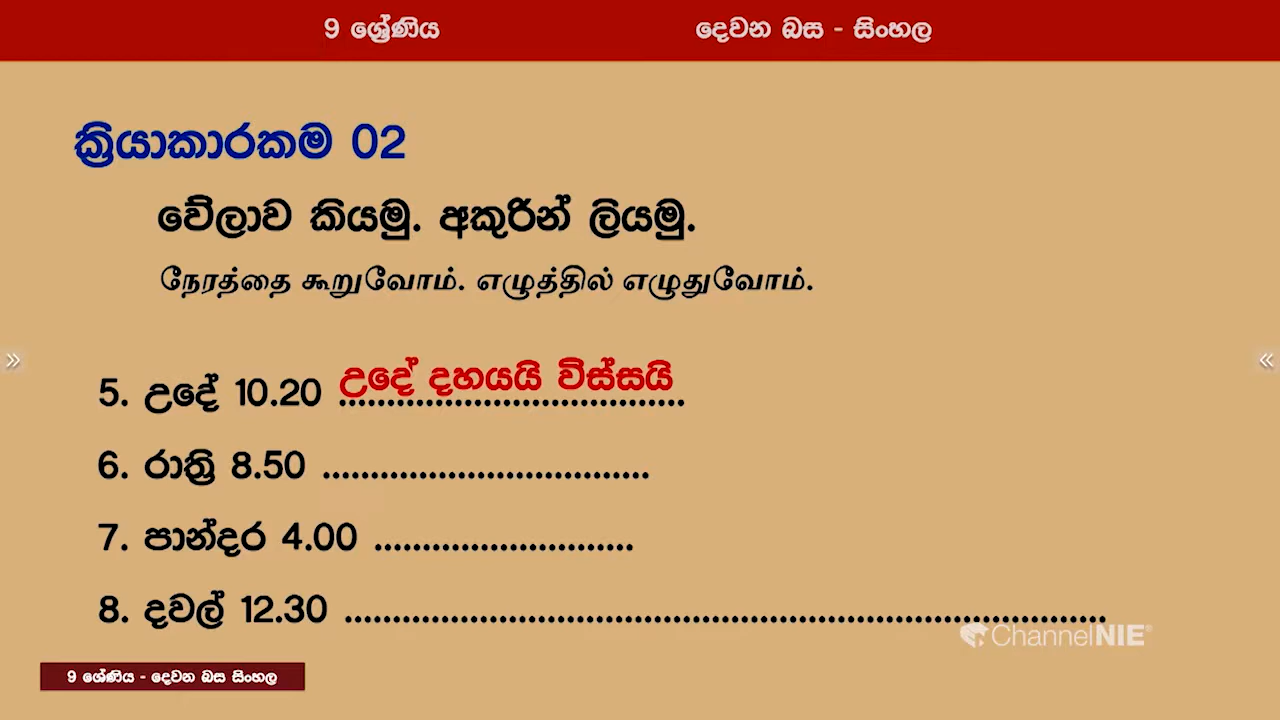 9 ශ්‍රේණිය
දෙවන බස - සිංහල
ක්‍රියාකාරකම 02
වේලාව කියමු. අකුරින් ලියමු.
நேரத்தை கூறுவோம். எழுத்தில் எழுதுவோம்.
5. උදේ 10.20 උදේ දහයයි විස්සයි
6. රාත්‍රි 8.50 ..................................
7. පාන්දර 4.00 ...........................
8. දවල් 12.30 ................................................................................
ChannelNIE®
9 ශ්‍රේණිය - දෙවන බස සිංහල